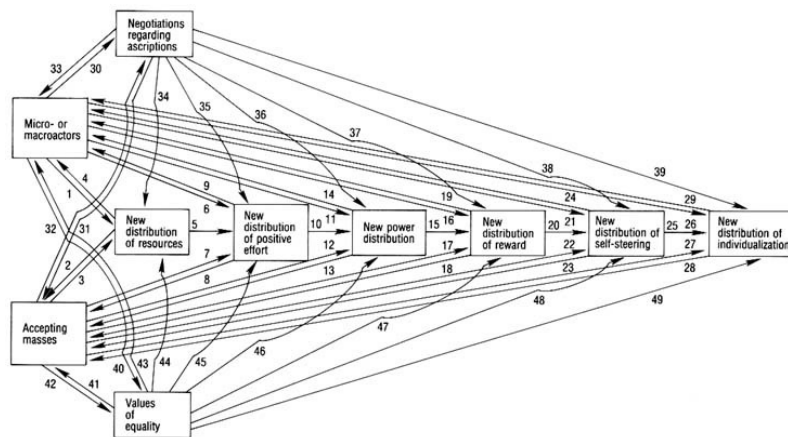 Negotiations
regarding
ascriptions
33
30
34
35
36
37
38
39
Micro- or
macroactors
4
1
9
6
14
11
19
16
24
21
29
26
32
31
New
distribution
of resources
5
New
distribution
of positive
effort
10
New power
distribution
15
New
distribution
of reward
20
New
distribution of
self-steering
25
New
distribution of
individualization
2
3
7
8
12
13
17
18
22
23
27
28
Accepting
masses
40
43
44
45
46
47
48
49
42
41
Values
of
equality